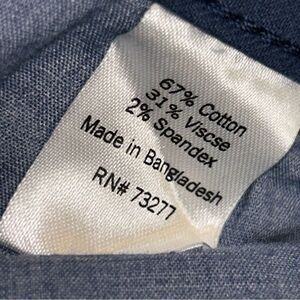 67% Cotton
31% Viscse
2% Spandex
Made in Bangladesh
RN# 73277